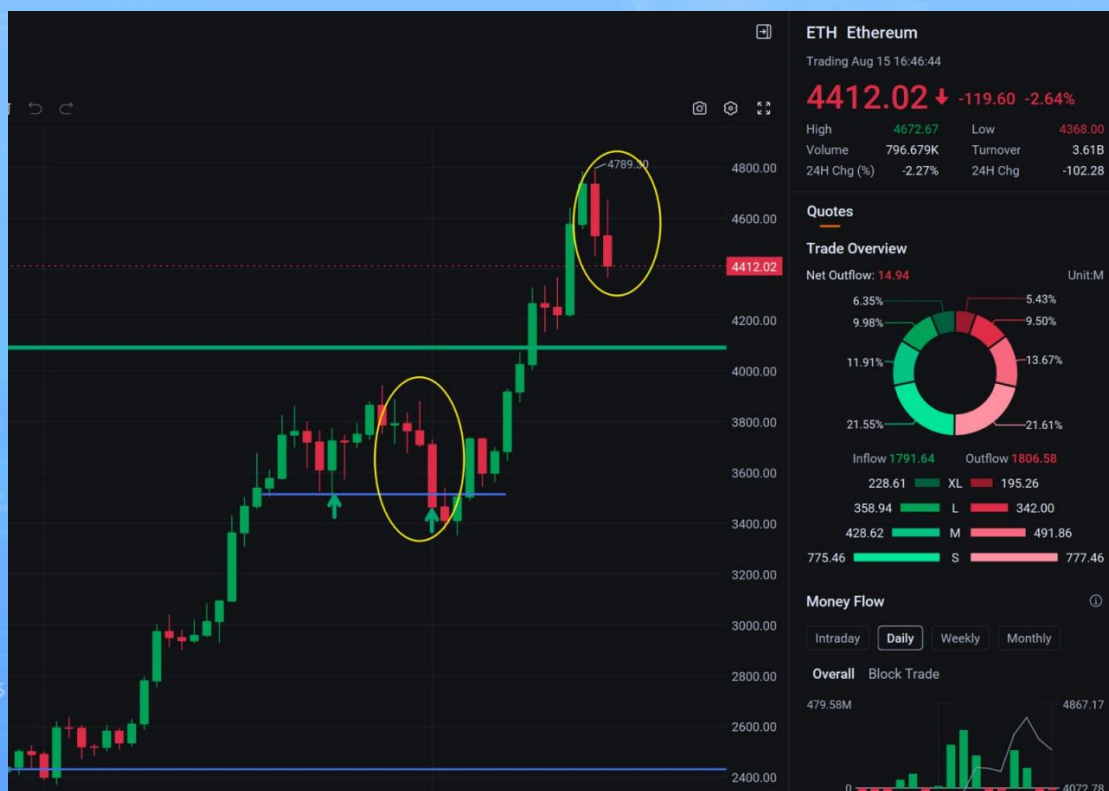 ETH Ethereum
Trading Aug 15 16:46:44
4412.02 -119.60 -2.64%
High 4672.67 Low 4368.00
Volume 796.679K Turnover 3.61B
24H Chg (%) -2.27% 24H Chg -102.28
Quotes
Trade Overview
Net Outflow: 14.94 Unit:M
6.35% 5.43%
9.98% 9.50%
11.91% 13.67%
21.55% 21.61%
Inflow 1791.64 Outflow 1806.58
228.61 XL 195.26
358.94 L 342.00
428.62 M 491.86
775.46 S 777.46
Money Flow
Intraday Daily Weekly Monthly
Overall Block Trade
479.58M 4867.17
0 4072.78
4789.30
4800.00
4600.00
4412.02
4200.00
4000.00
3800.00
3600.00
3400.00
3200.00
3000.00
2800.00
2600.00
2400.00